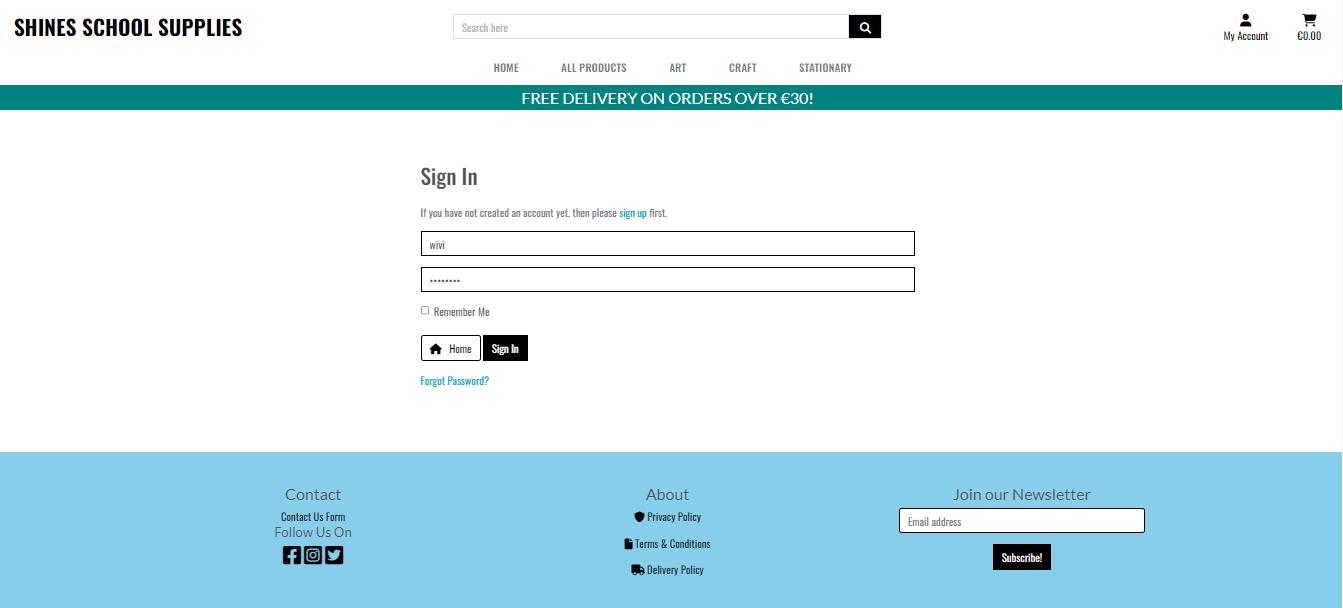 SHINES SCHOOL SUPPLIES
Search here
My Account
€0.00
HOME ALL PRODUCTS ART CRAFT STATIONARY
FREE DELIVERY ON ORDERS OVER €30!
Sign In
If you have not created an account yet, then please sign up first.
wivi
••••••••
Remember Me
Home Sign In
Forgot Password?
Contact
Contact Us Form
Follow Us On
About
Privacy Policy
Terms & Conditions
Delivery Policy
Join our Newsletter
Email address
Subscribe!